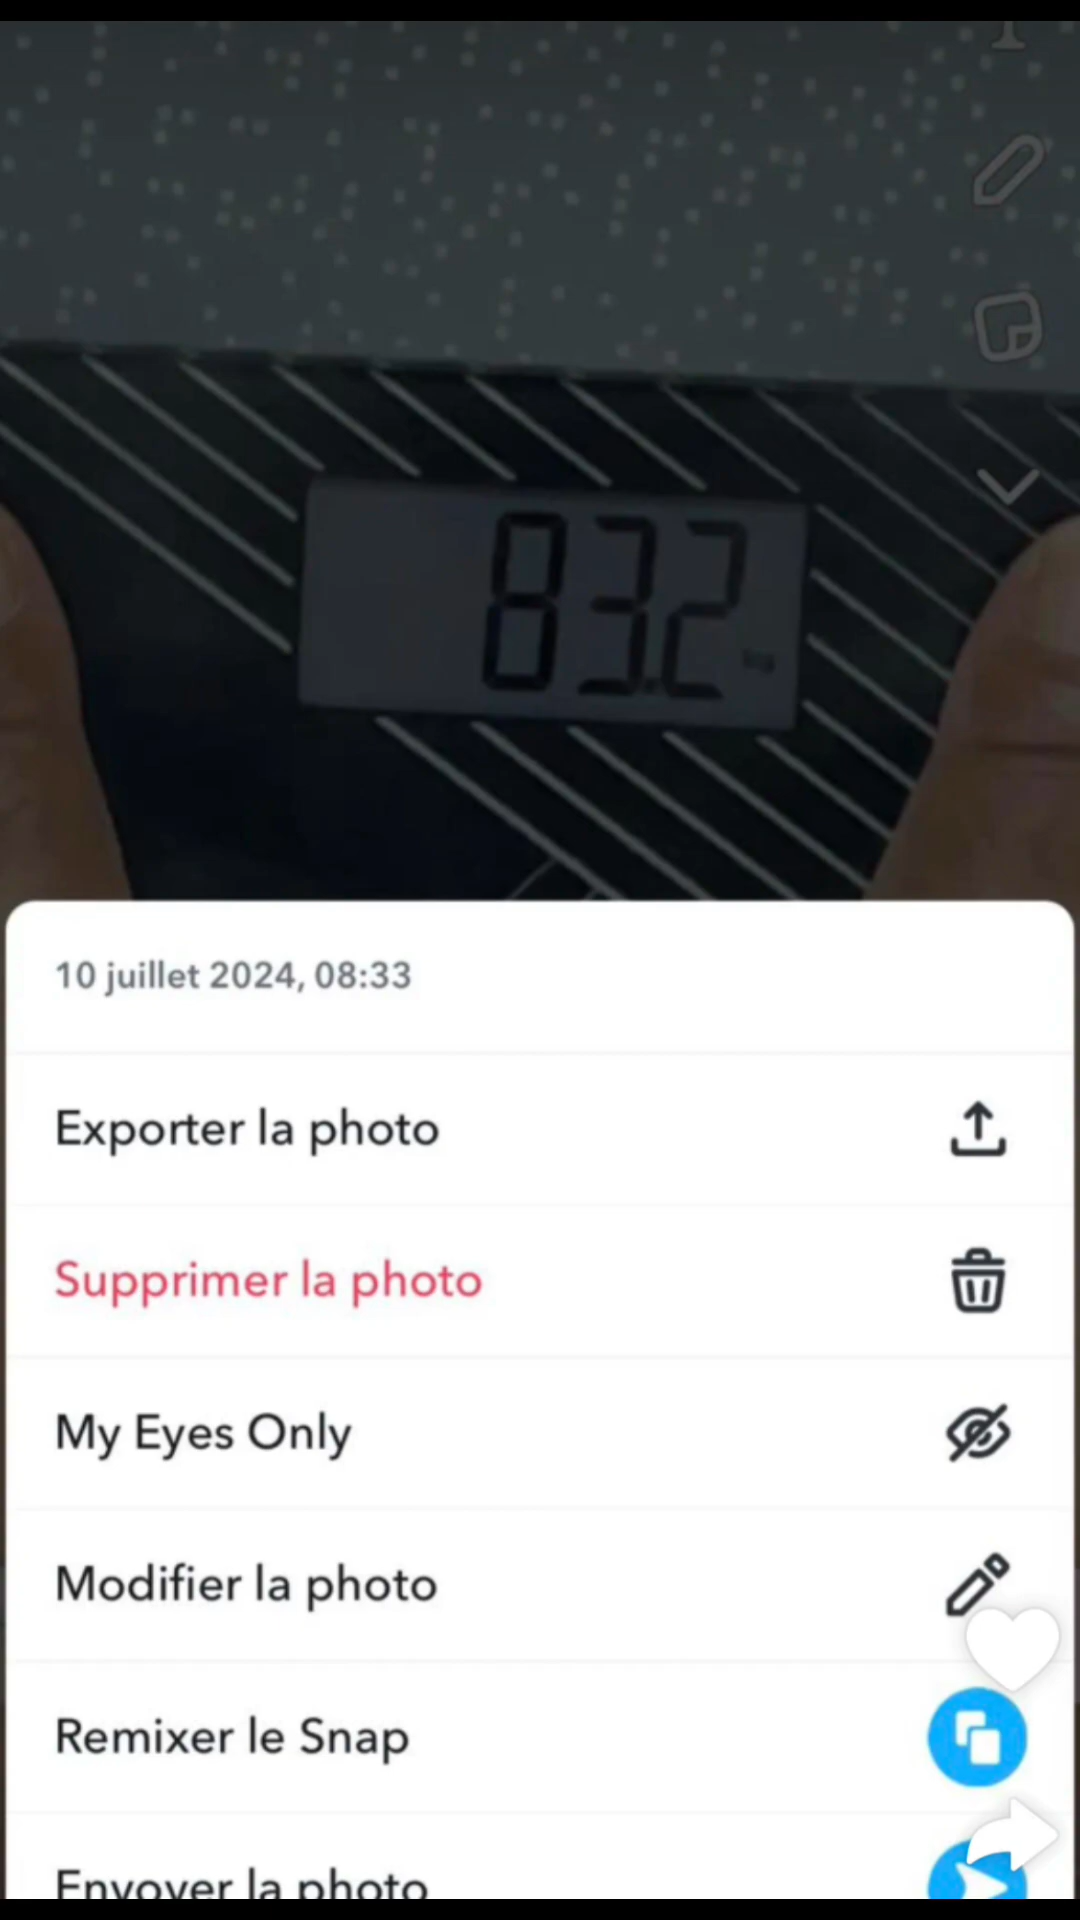 83.2 kg
10 juillet 2024, 08:33
Exporter la photo
Supprimer la photo
My Eyes Only
Modifier la photo
Remixer le Snap
Envoyer la photo